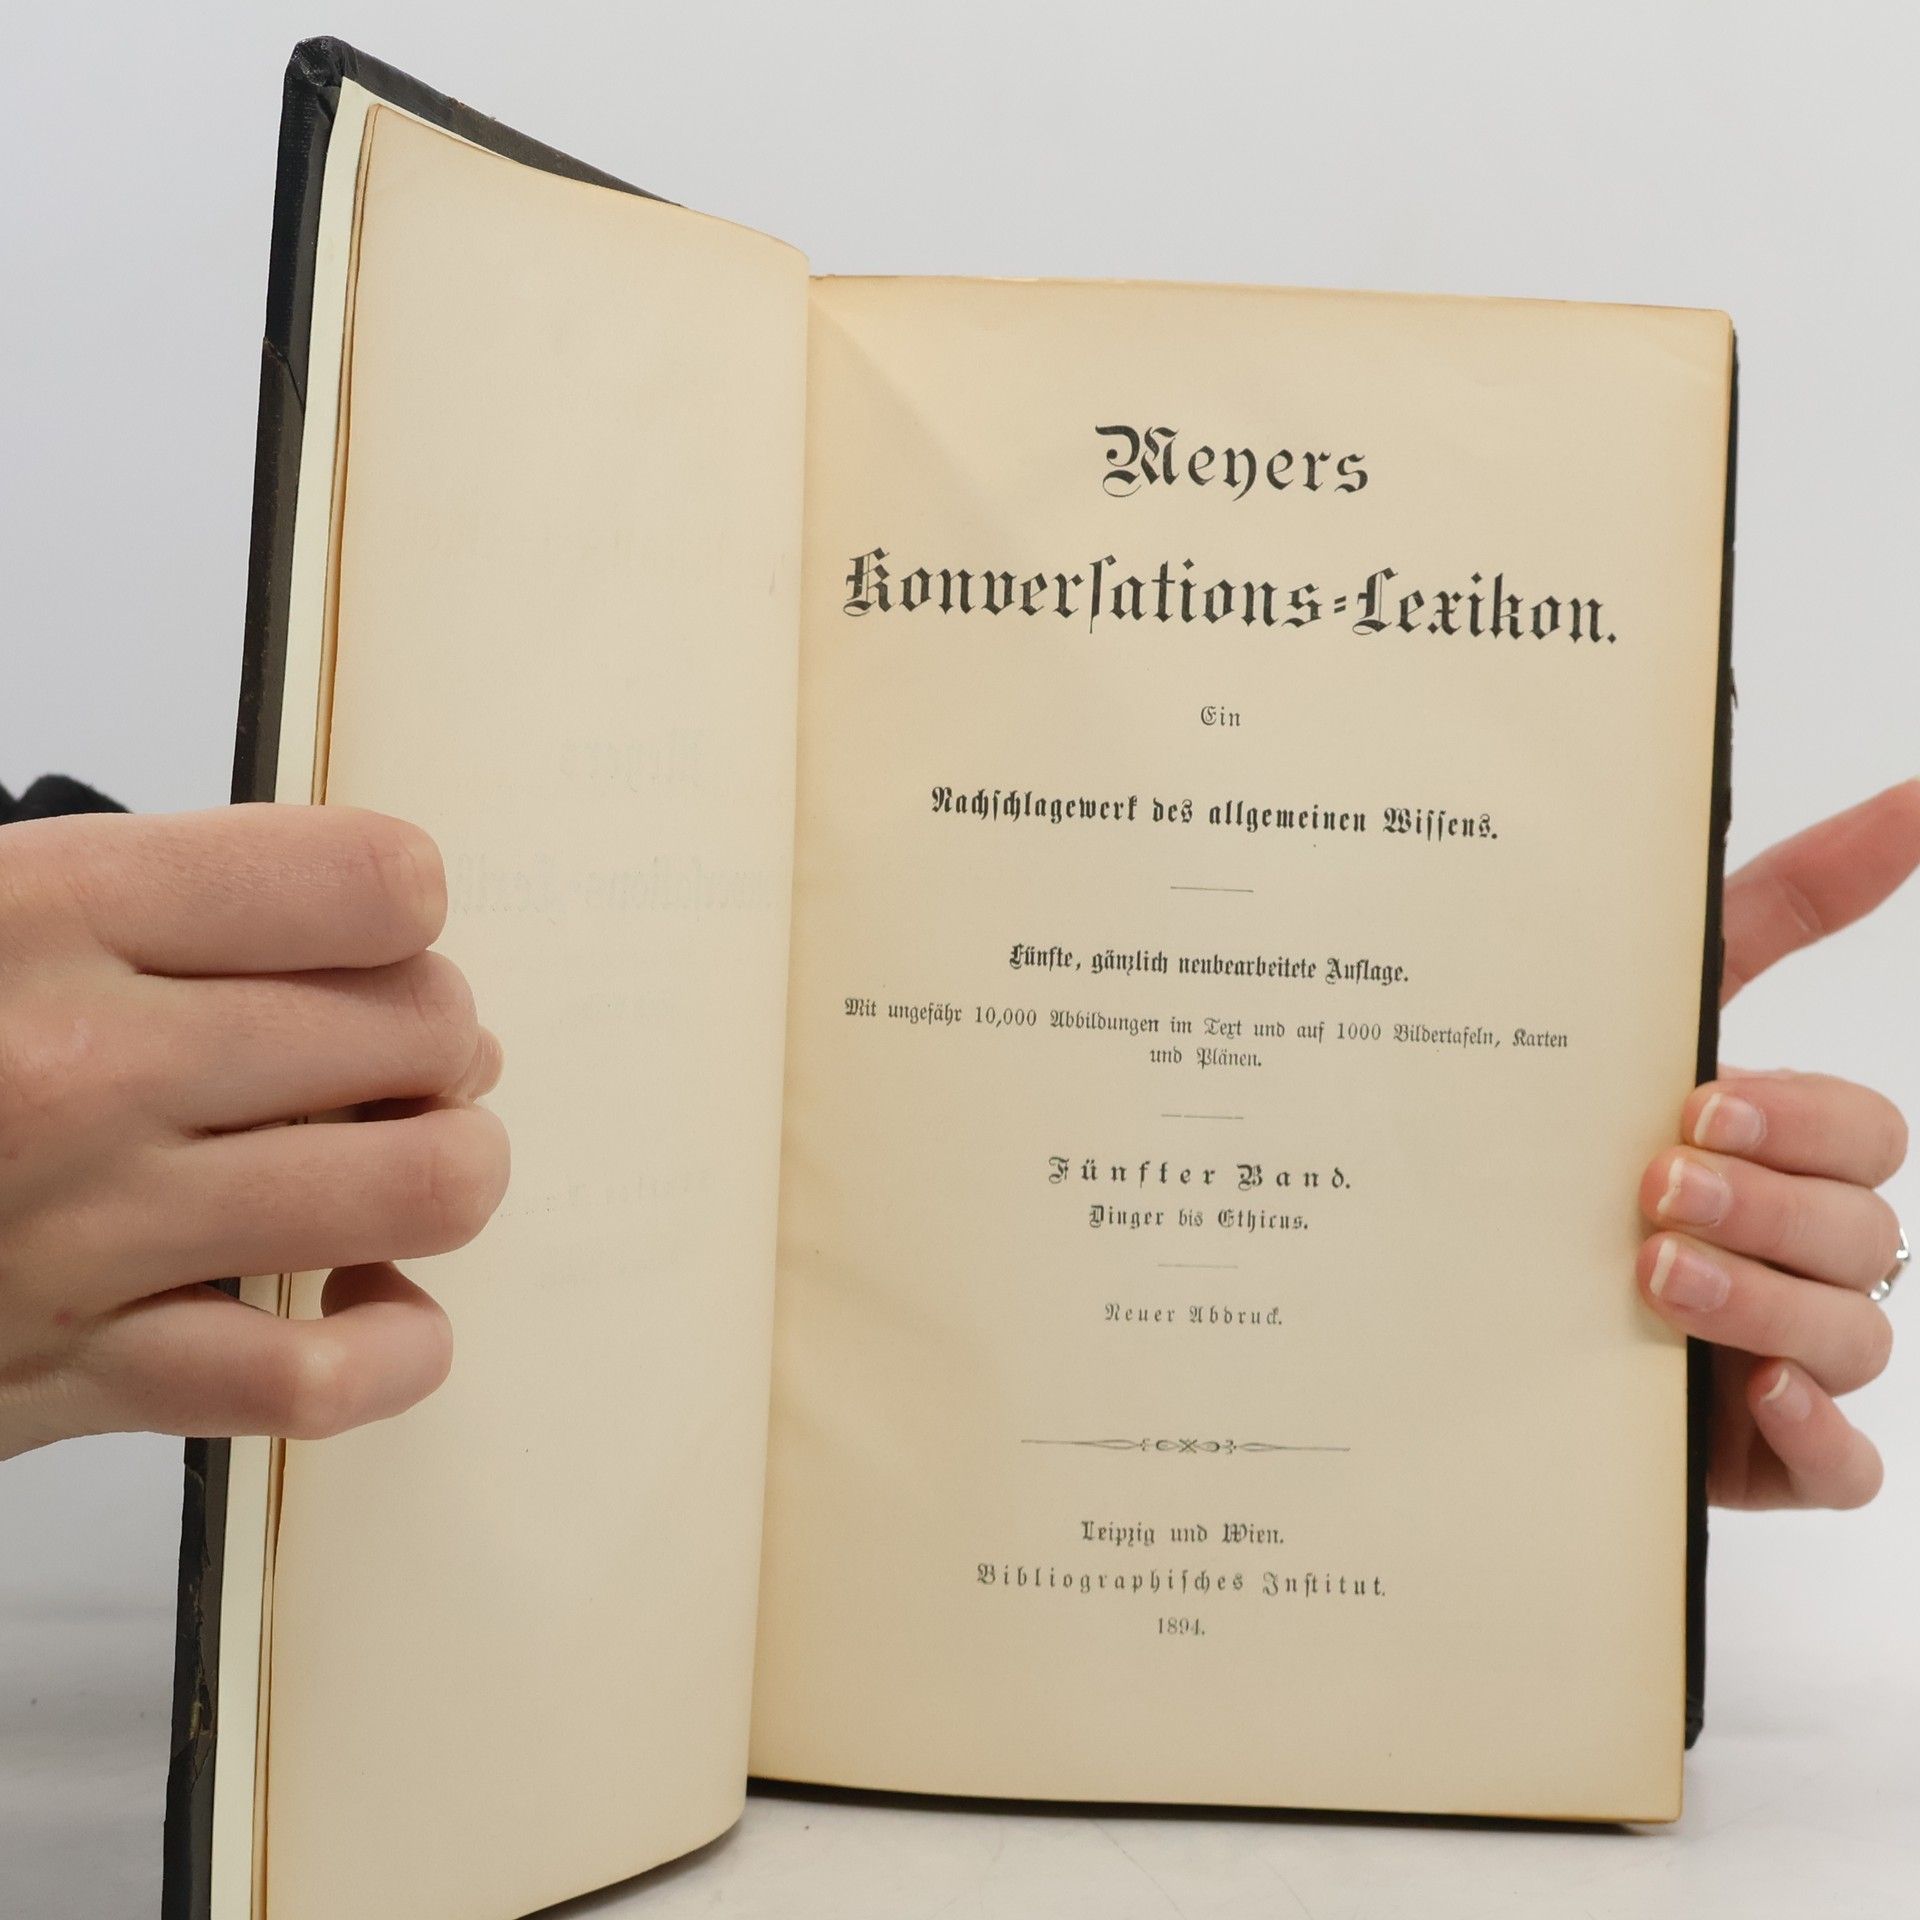 Meyers
Konverſations-Lexikon.
Ein
Nachſchlagewerk des allgemeinen Wiſſens.
Fünfte, gänzlich neubearbeitete Auflage.
Mit ungefähr 10,000 Abbildungen im Text und auf 1000 Bildertafeln, Karten
und Plänen.
Fünfter Band.
Dinger bis Ethicus.
Neuer Abdruck.
Leipzig und Wien.
Bibliographiſches Inſtitut.
1894.